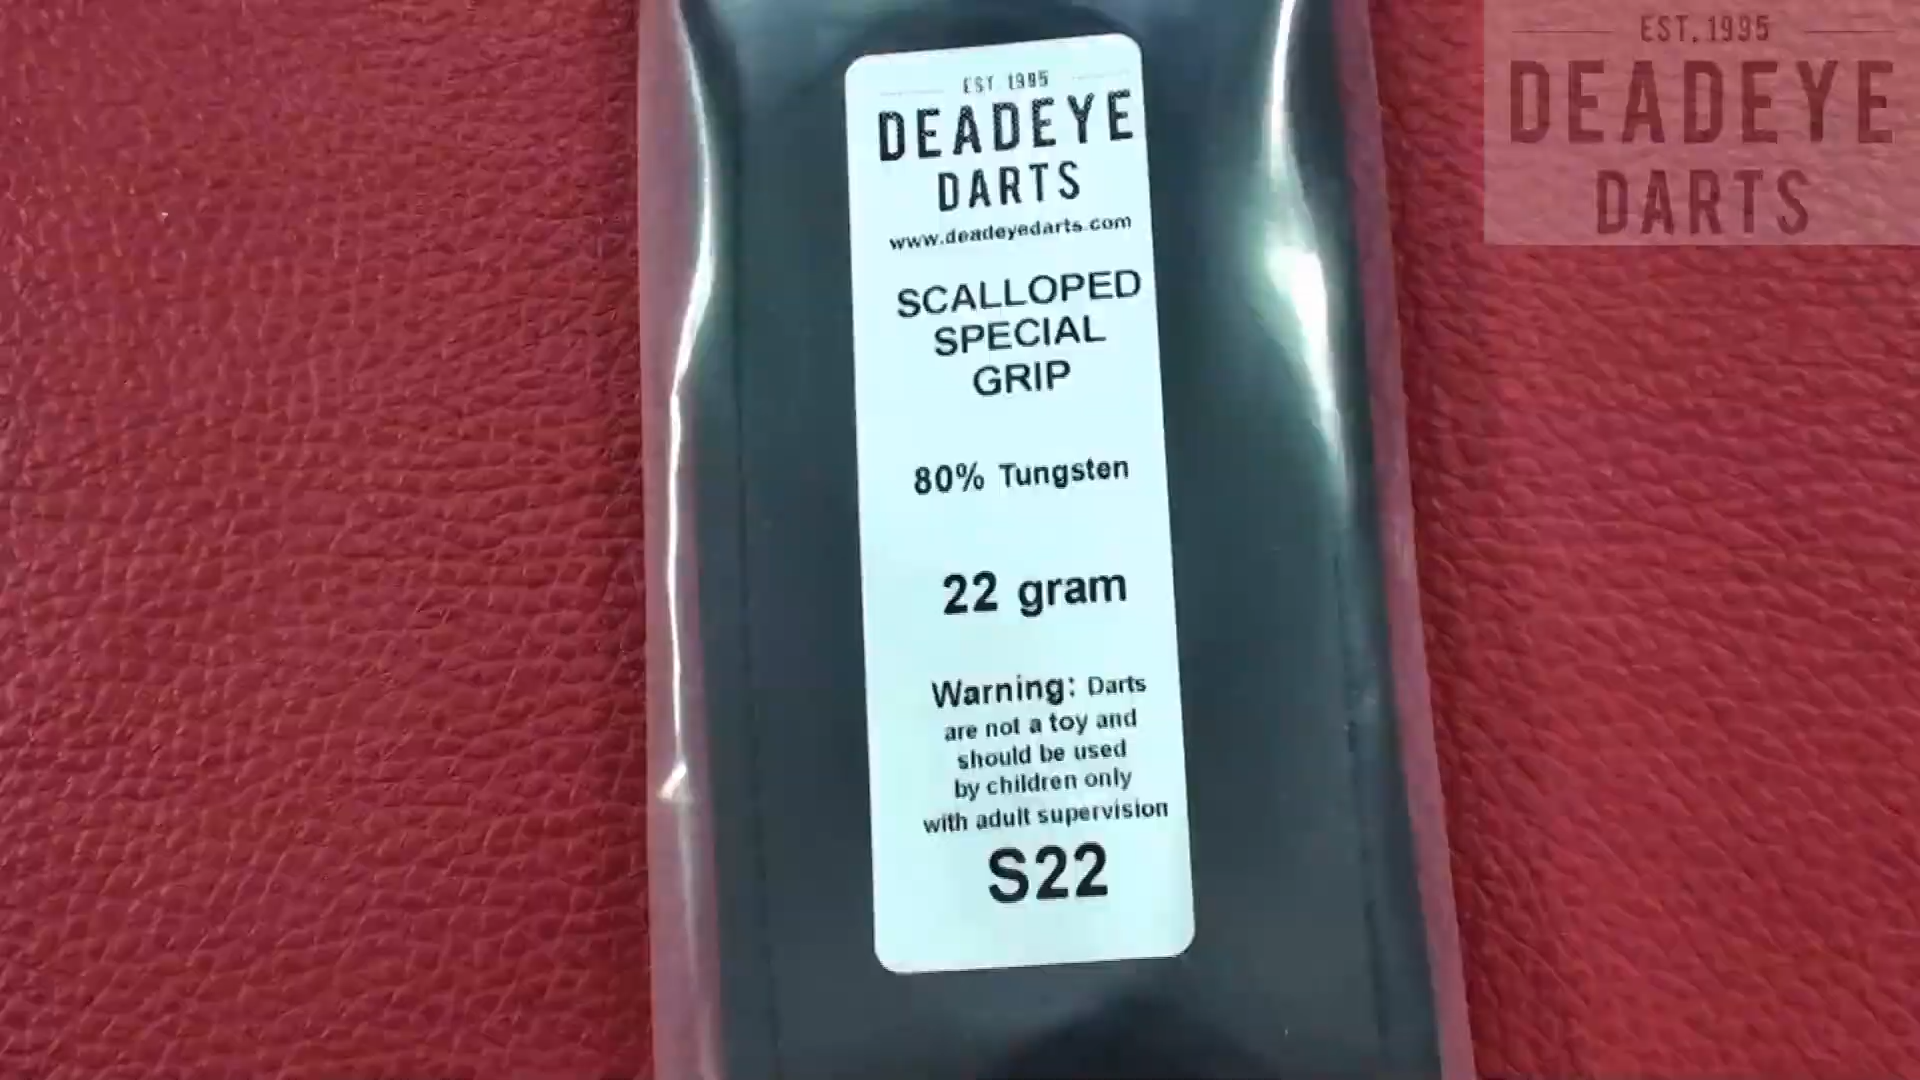 EST. 1995
DEADEYE
DARTS
www.deadeyedarts.com
SCALLOPED
SPECIAL
GRIP
80% Tungsten
22 gram
Warning: Darts
are not a toy and
should be used
by children only
with adult supervision
S22
EST. 1995
DEADEYE
DARTS